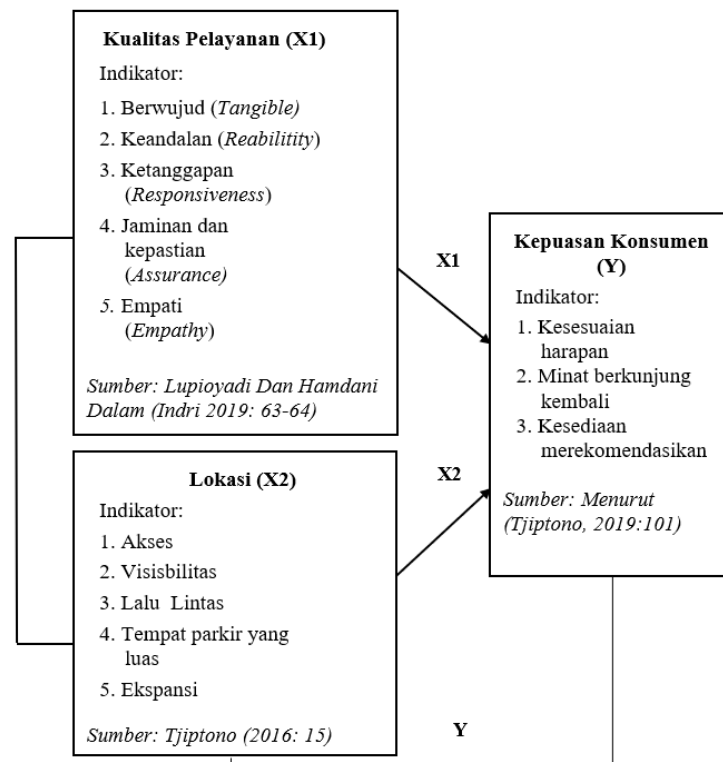 Kualitas Pelayanan (X1)
Indikator:
1. Berwujud (Tangible)
2. Keandalan (Reabilitity)
3. Ketanggapan
(Responsiveness)
4. Jaminan dan
kepastian
(Assurance)
5. Empati
(Empathy)
Sumber: Lupioyadi Dan Hamdani
Dalam (Indri 2019: 63-64)
Lokasi (X2)
Indikator:
1. Akses
2. Visisbilitas
3. Lalu Lintas
4. Tempat parkir yang
luas
5. Ekspansi
Sumber: Tjiptono (2016: 15)
X1
X2
Y
Kepuasan Konsumen
(Y)
Indikator:
1. Kesesuaian
harapan
2. Minat berkunjung
kembali
3. Kesediaan
merekomendasikan
Sumber: Menurut
(Tjiptono, 2019:101)